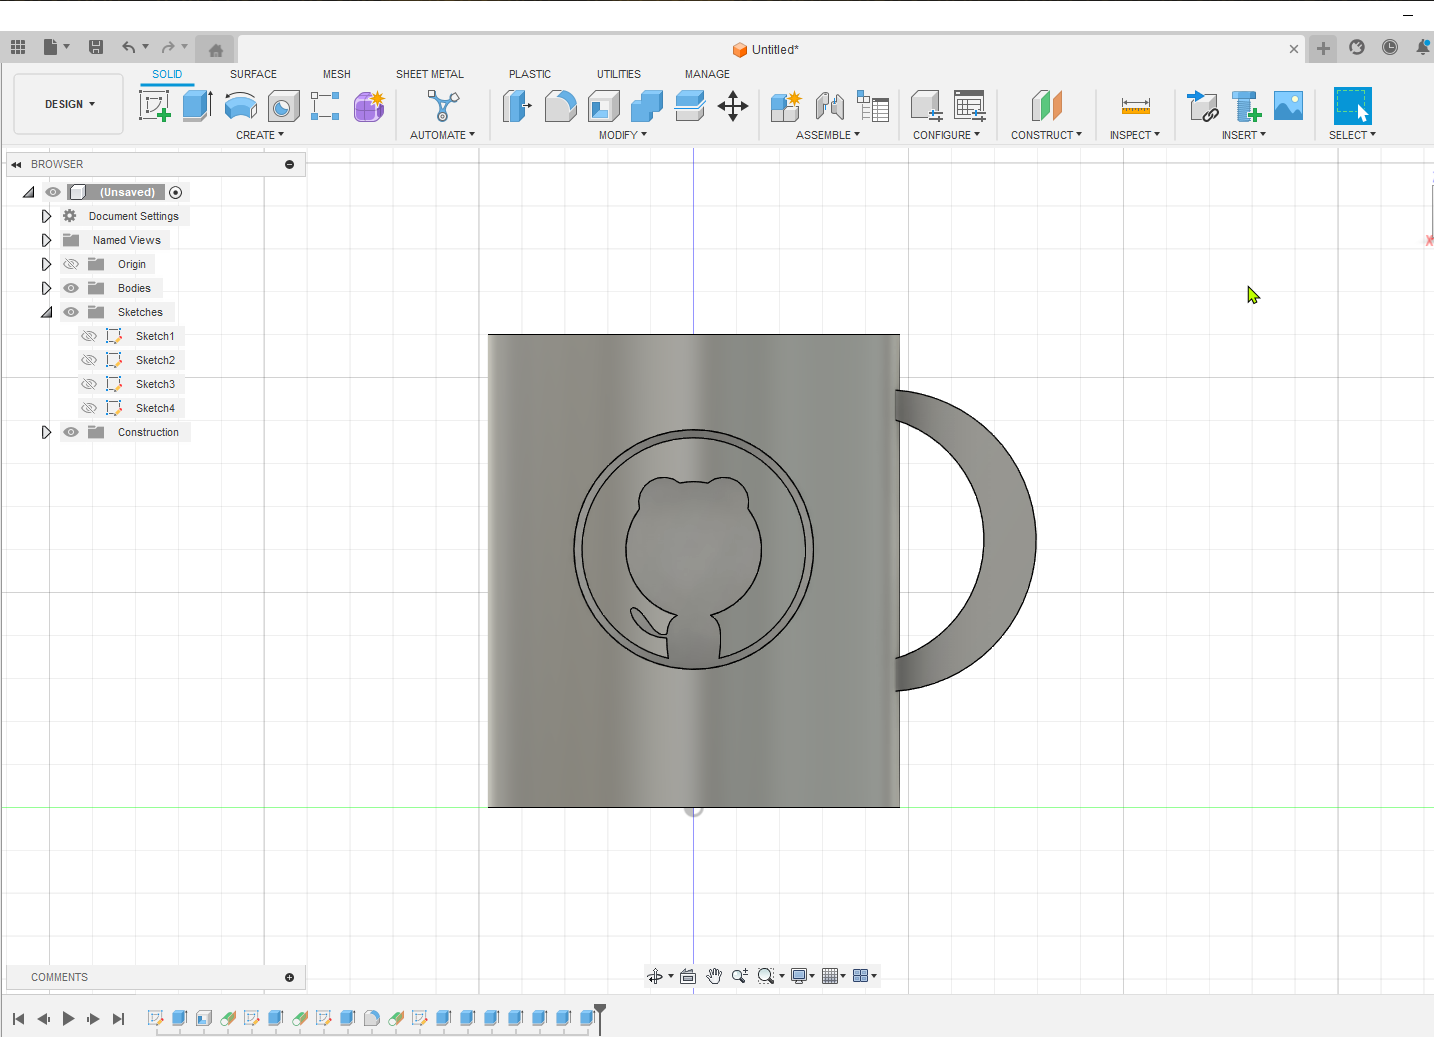 Untitled*
SOLID SURFACE MESH SHEET METAL PLASTIC UTILITIES MANAGE
DESIGN
CREATE AUTOMATE MODIFY ASSEMBLE CONFIGURE CONSTRUCT INSPECT INSERT SELECT
BROWSER
(Unsaved)
Document Settings
Named Views
Origin
Bodies
Sketches
Sketch1
Sketch2
Sketch3
Sketch4
Construction
COMMENTS